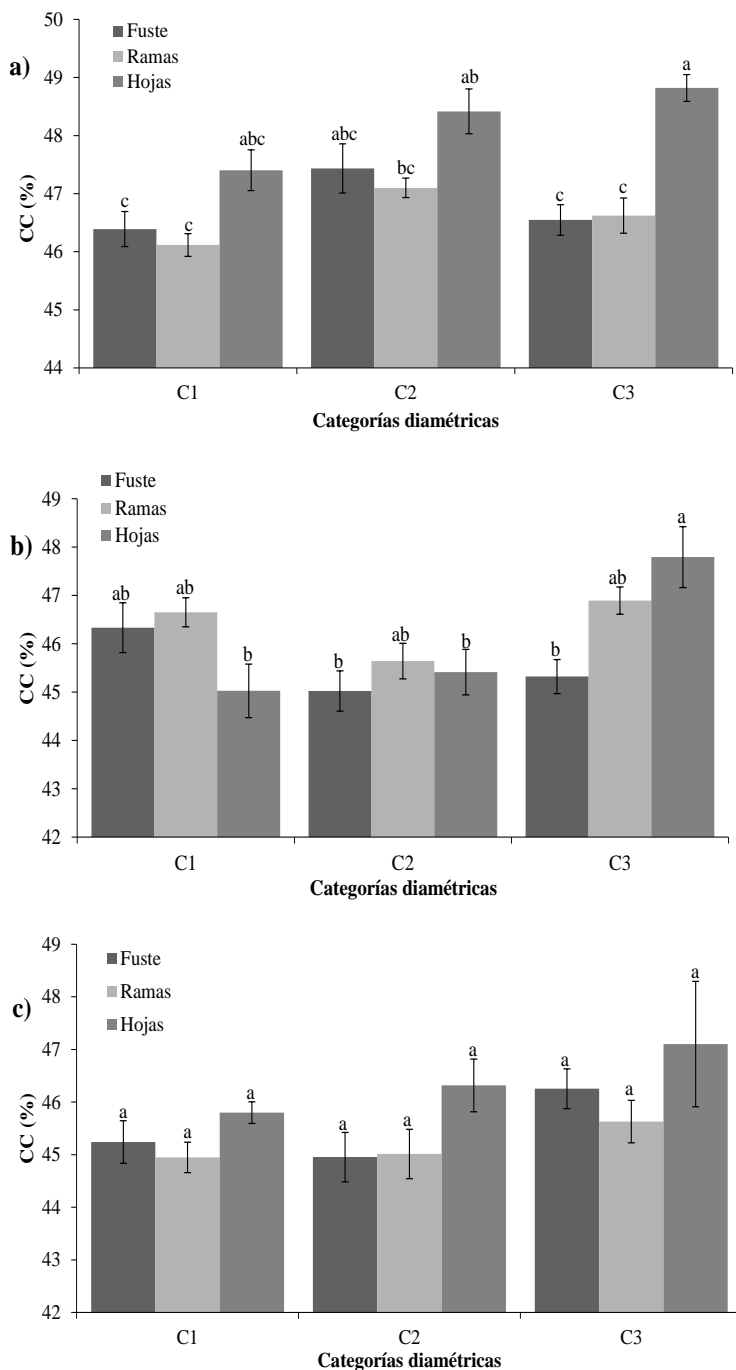 a)
CC (%)
50
49
48
47
46
45
44
Fuste
Ramas
Hojas
c c abc
abc bc ab
c c a
C1 C2 C3
Categorías diamétricas
b)
CC (%)
49
48
47
46
45
44
43
42
Fuste
Ramas
Hojas
ab ab b
b ab b
b ab a
C1 C2 C3
Categorías diamétricas
c)
CC (%)
49
48
47
46
45
44
43
42
Fuste
Ramas
Hojas
a a a
a a a
a a a
C1 C2 C3
Categorías diamétricas